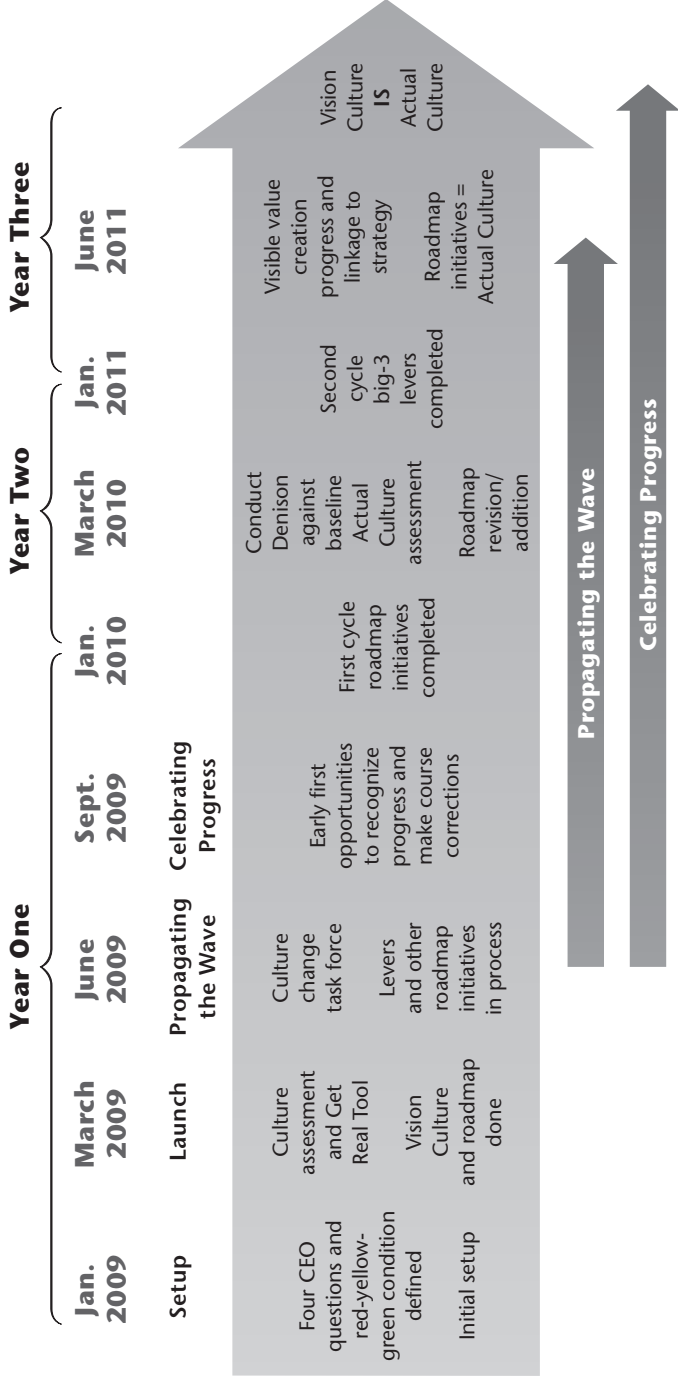 Year One
Year Two
Year Three
Jan.
2009
March
2009
June
2009
Sept.
2009
Jan.
2010
March
2010
Jan.
2011
June
2011
Setup
Launch
Propagating
the Wave
Celebrating
Progress
Four CEO
questions and
red-yellow-
green condition
defined
Initial setup
Culture
assessment
and Get
Real Tool
Vision
Culture
and roadmap
done
Culture
change
task force
Levers
and other
roadmap
initiatives
in process
Early first
opportunities
to recognize
progress and
make course
corrections
First cycle
roadmap
initiatives
completed
Conduct
Denison
against
baseline
Actual
Culture
assessment
Roadmap
revision/
addition
Second
cycle
big-3
levers
completed
Visible value
creation
progress and
linkage to
strategy
Roadmap
initiatives =
Actual Culture
Vision
Culture
IS
Actual
Culture
Propagating the Wave
Celebrating Progress